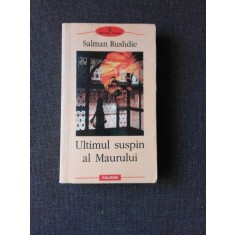 Salman Rushdie
Ultimul suspin
al Maurului
POLIROM